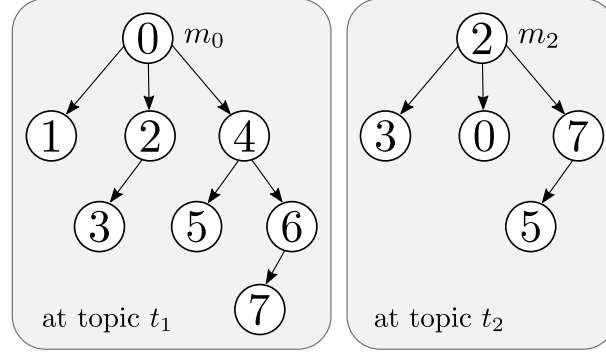 0 m₀
1 2 4
3 5 6
7
at topic t₁
2 m₂
3 0 7
5
at topic t₂